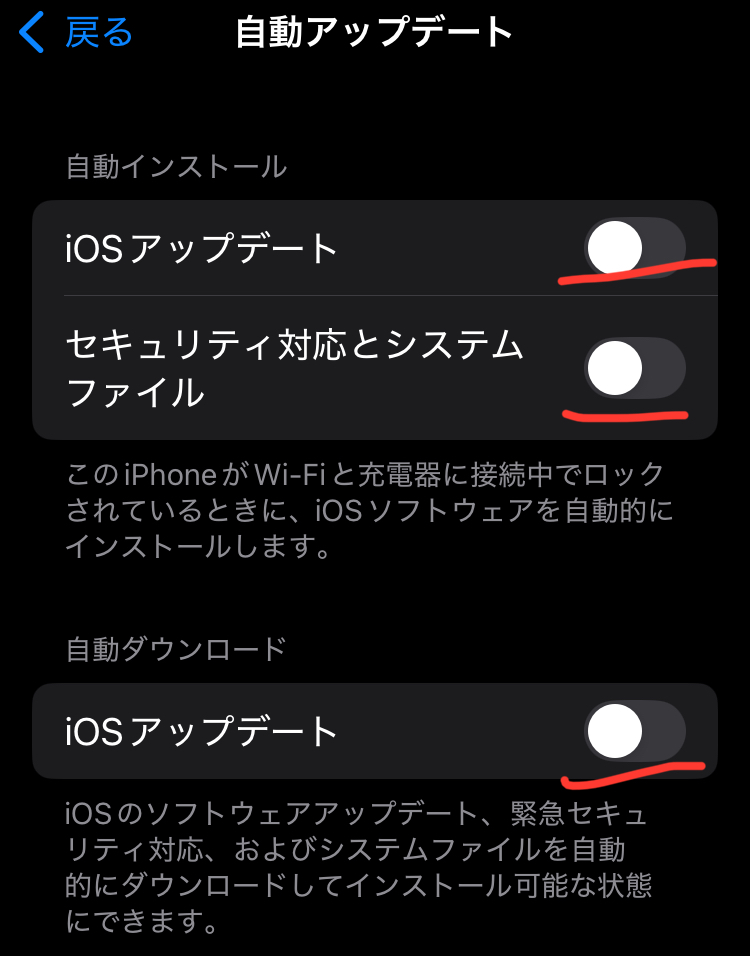 戻る 自動アップデート
自動インストール
iOSアップデート
セキュリティ対応とシステム
ファイル
このiPhoneがWi-Fiと充電器に接続中でロック
されているときに、iOSソフトウェアを自動的に
インストールします。
自動ダウンロード
iOSアップデート
iOSのソフトウェアアップデート、緊急セキュ
リティ対応、およびシステムファイルを自動
的にダウンロードしてインストール可能な状態
にできます。